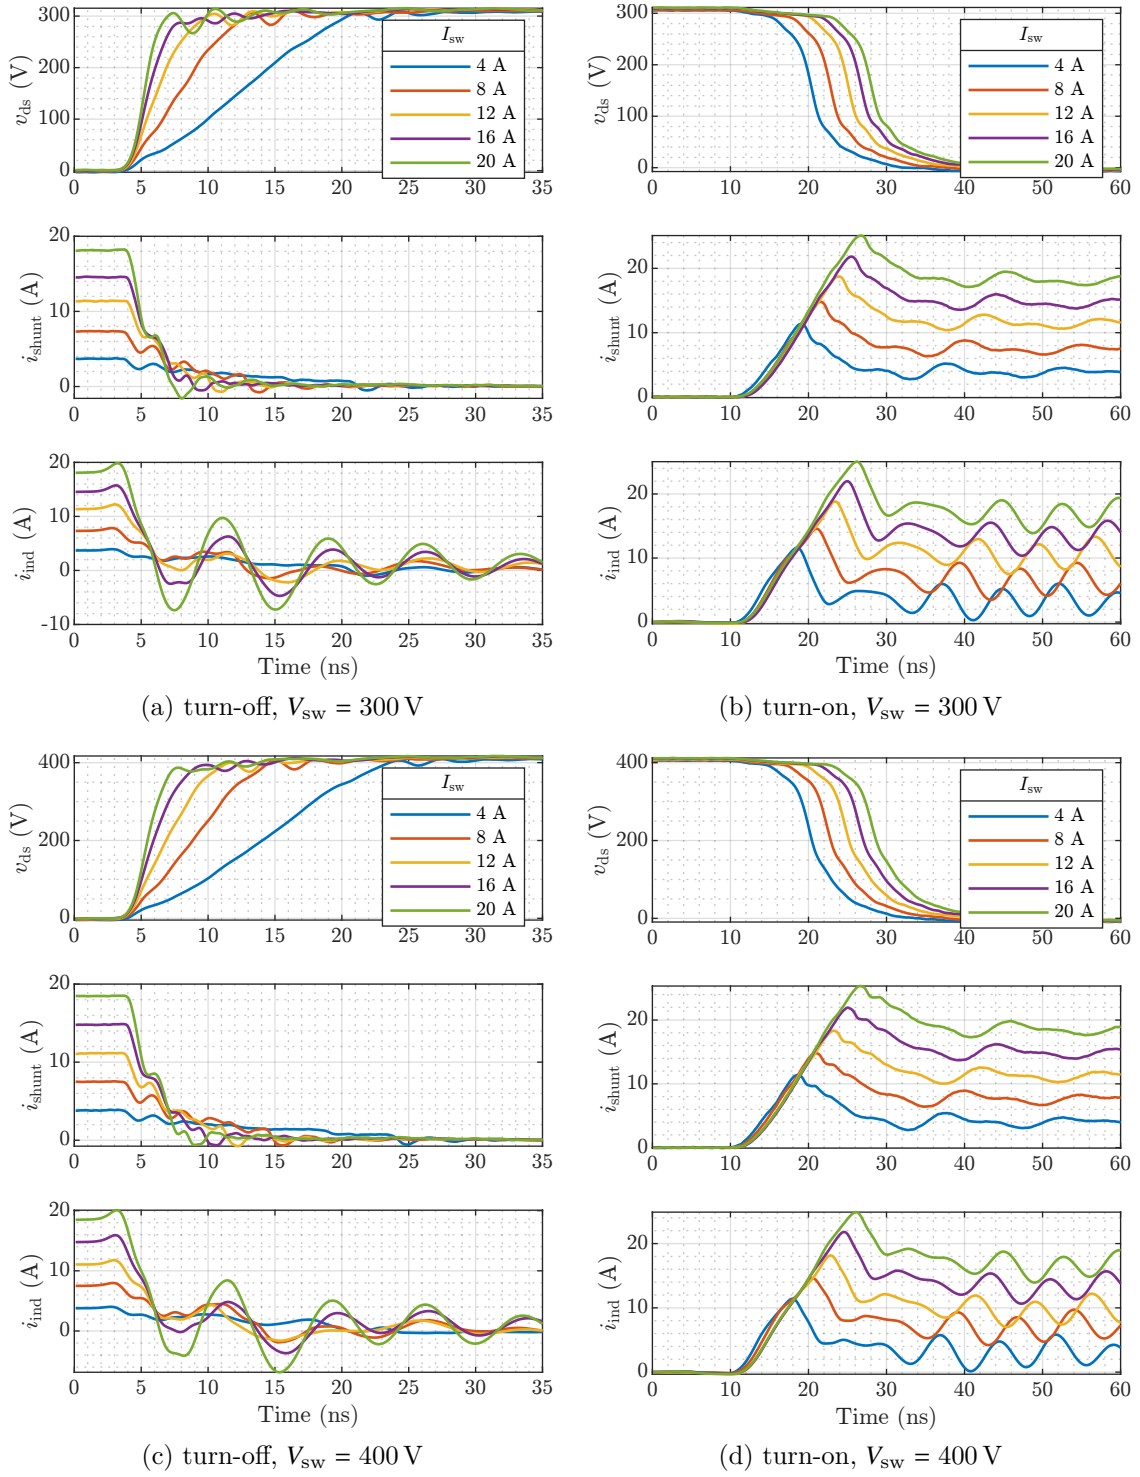 300
200
100
0
v_ds (V)
0 5 10 15 20 25 30 35
I_sw
4 A
8 A
12 A
16 A
20 A
20
10
0
i_shunt (A)
0 5 10 15 20 25 30 35
20
10
0
-10
i_ind (A)
0 5 10 15 20 25 30 35
Time (ns)
(a) turn-off, V_sw = 300 V
300
200
100
0
v_ds (V)
0 10 20 30 40 50 60
I_sw
4 A
8 A
12 A
16 A
20 A
20
10
0
i_shunt (A)
0 10 20 30 40 50 60
20
10
0
i_ind (A)
0 10 20 30 40 50 60
Time (ns)
(b) turn-on, V_sw = 300 V
400
200
0
v_ds (V)
0 5 10 15 20 25 30 35
I_sw
4 A
8 A
12 A
16 A
20 A
20
10
0
i_shunt (A)
0 5 10 15 20 25 30 35
20
10
0
i_ind (A)
0 5 10 15 20 25 30 35
Time (ns)
(c) turn-off, V_sw = 400 V
400
200
0
v_ds (V)
0 10 20 30 40 50 60
I_sw
4 A
8 A
12 A
16 A
20 A
20
10
0
i_shunt (A)
0 10 20 30 40 50 60
20
10
0
i_ind (A)
0 10 20 30 40 50 60
Time (ns)
(d) turn-on, V_sw = 400 V